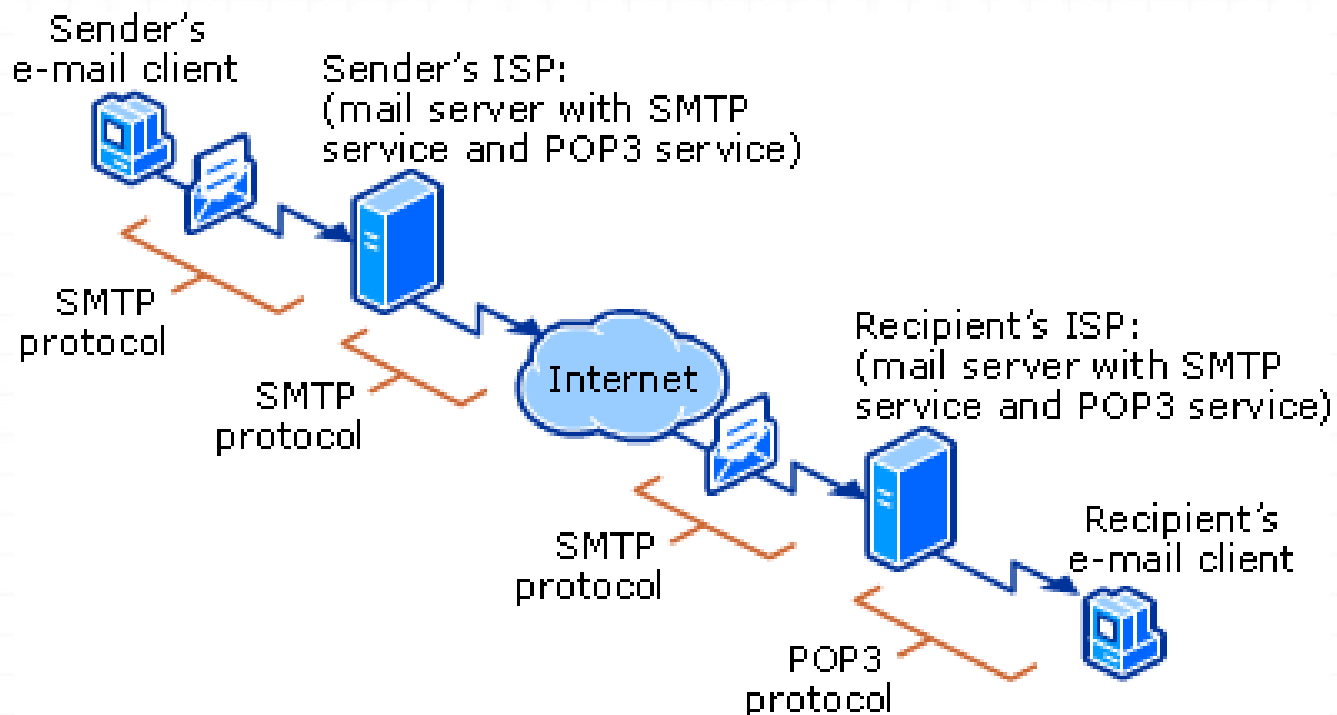 Sender's
e-mail client
Sender's ISP:
(mail server with SMTP
service and POP3 service)
SMTP
protocol
SMTP
protocol
Internet
Recipient's ISP:
(mail server with SMTP
service and POP3 service)
SMTP
protocol
Recipient's
e-mail client
POP3
protocol